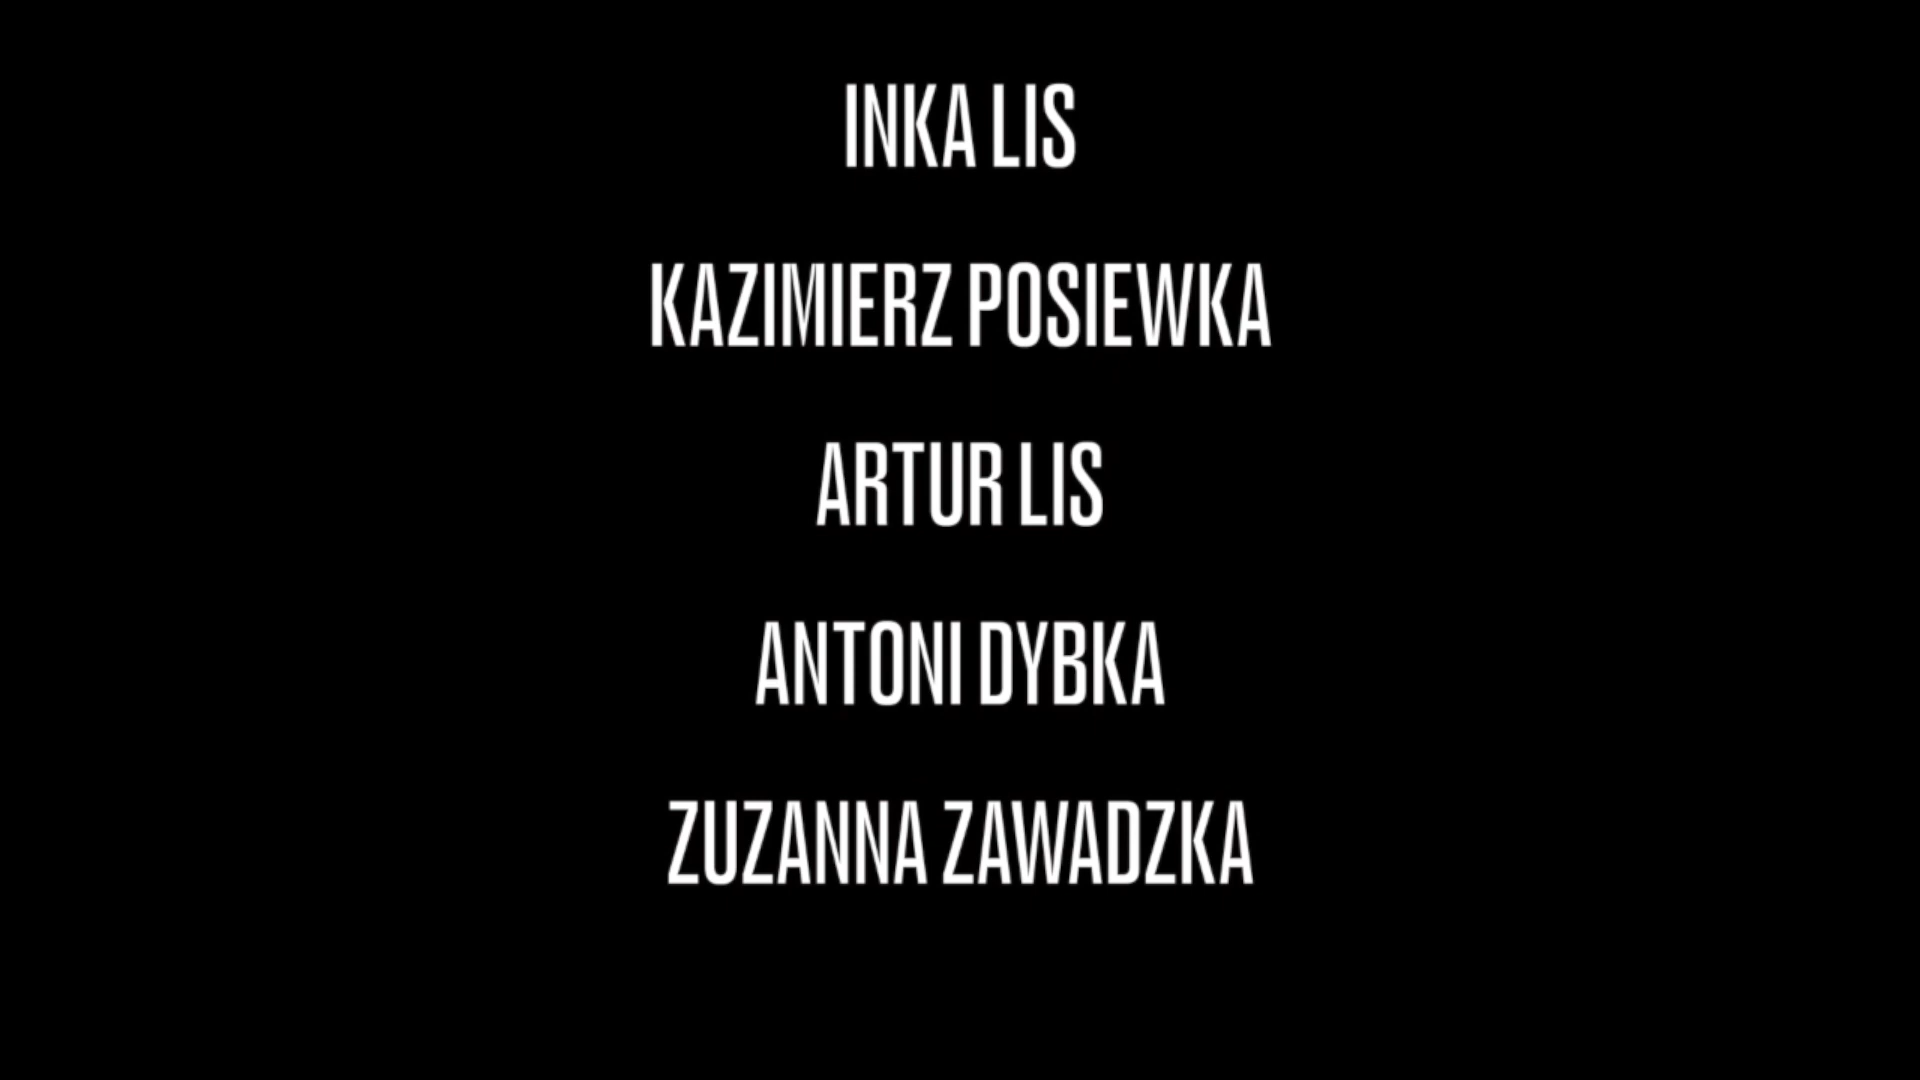 INKA LIS
KAZIMIERZ POSIEWKA
ARTUR LIS
ANTONI DYBKA
ZUZANNA ZAWADZKA